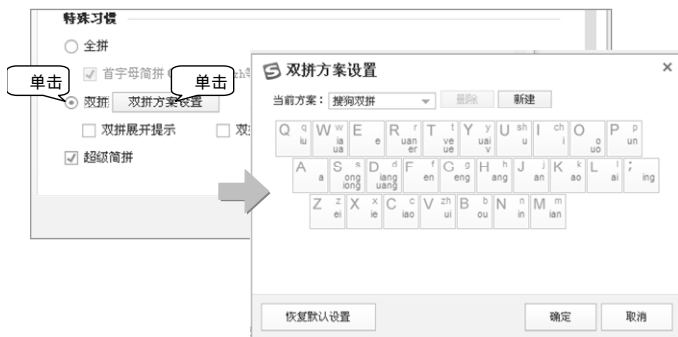 特殊习惯
全拼
首字母简拼
单击
单击
双拼 双拼方案设置
双拼展开提示 双
超级简拼
双拼方案设置
当前方案: 搜狗双拼 删除 新建
Q q iu W w ia ua E e R r uan er T t ve ue Y y uai v U sh u I ch i O o uo P p un
A a S s ong iong D d iang uang F f en G g eng H h ang J j an K k ao L l ai ; ing
Z z ei X x ie C c iao V zh ui B b ou N n in M m ian
恢复默认设置 确定 取消